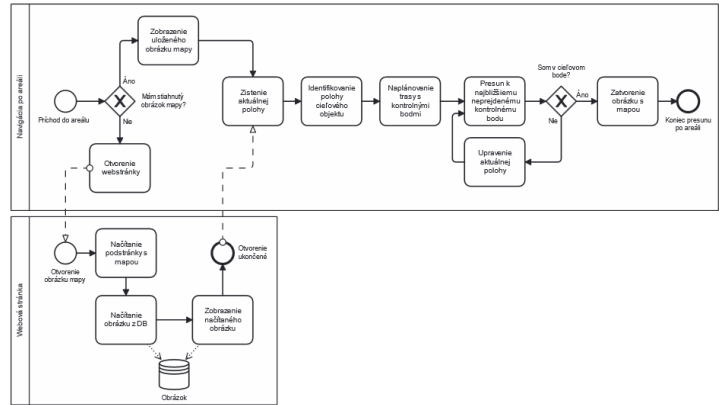 Navigácia po areáli
Príchod do areálu
Áno
Mám stiahnutý
obrázok mapy?
Nie
Zobrazenie
uloženého
obrázku mapy
Otvorenie
webstránky
Zistenie
aktuálnej
polohy
Identifikovanie
polohy
cieľového
objektu
Naplánovanie
trasy s
kontrolnými
bodmi
Presun k
najbližšiemu
neprejdenému
kontrolnému
bodu
Som v cieľovom
bode?
Áno
Nie
Upravenie
aktuálnej
polohy
Zatvorenie
obrázku s
mapou
Koniec presunu
po areáli
Webová stránka
Otvorenie
obrázku mapy
Načítanie
podstránky s
mapou
Načítanie
obrázku z DB
Zobrazenie
načítaného
obrázku
Otvorenie
ukončené
Obrázok